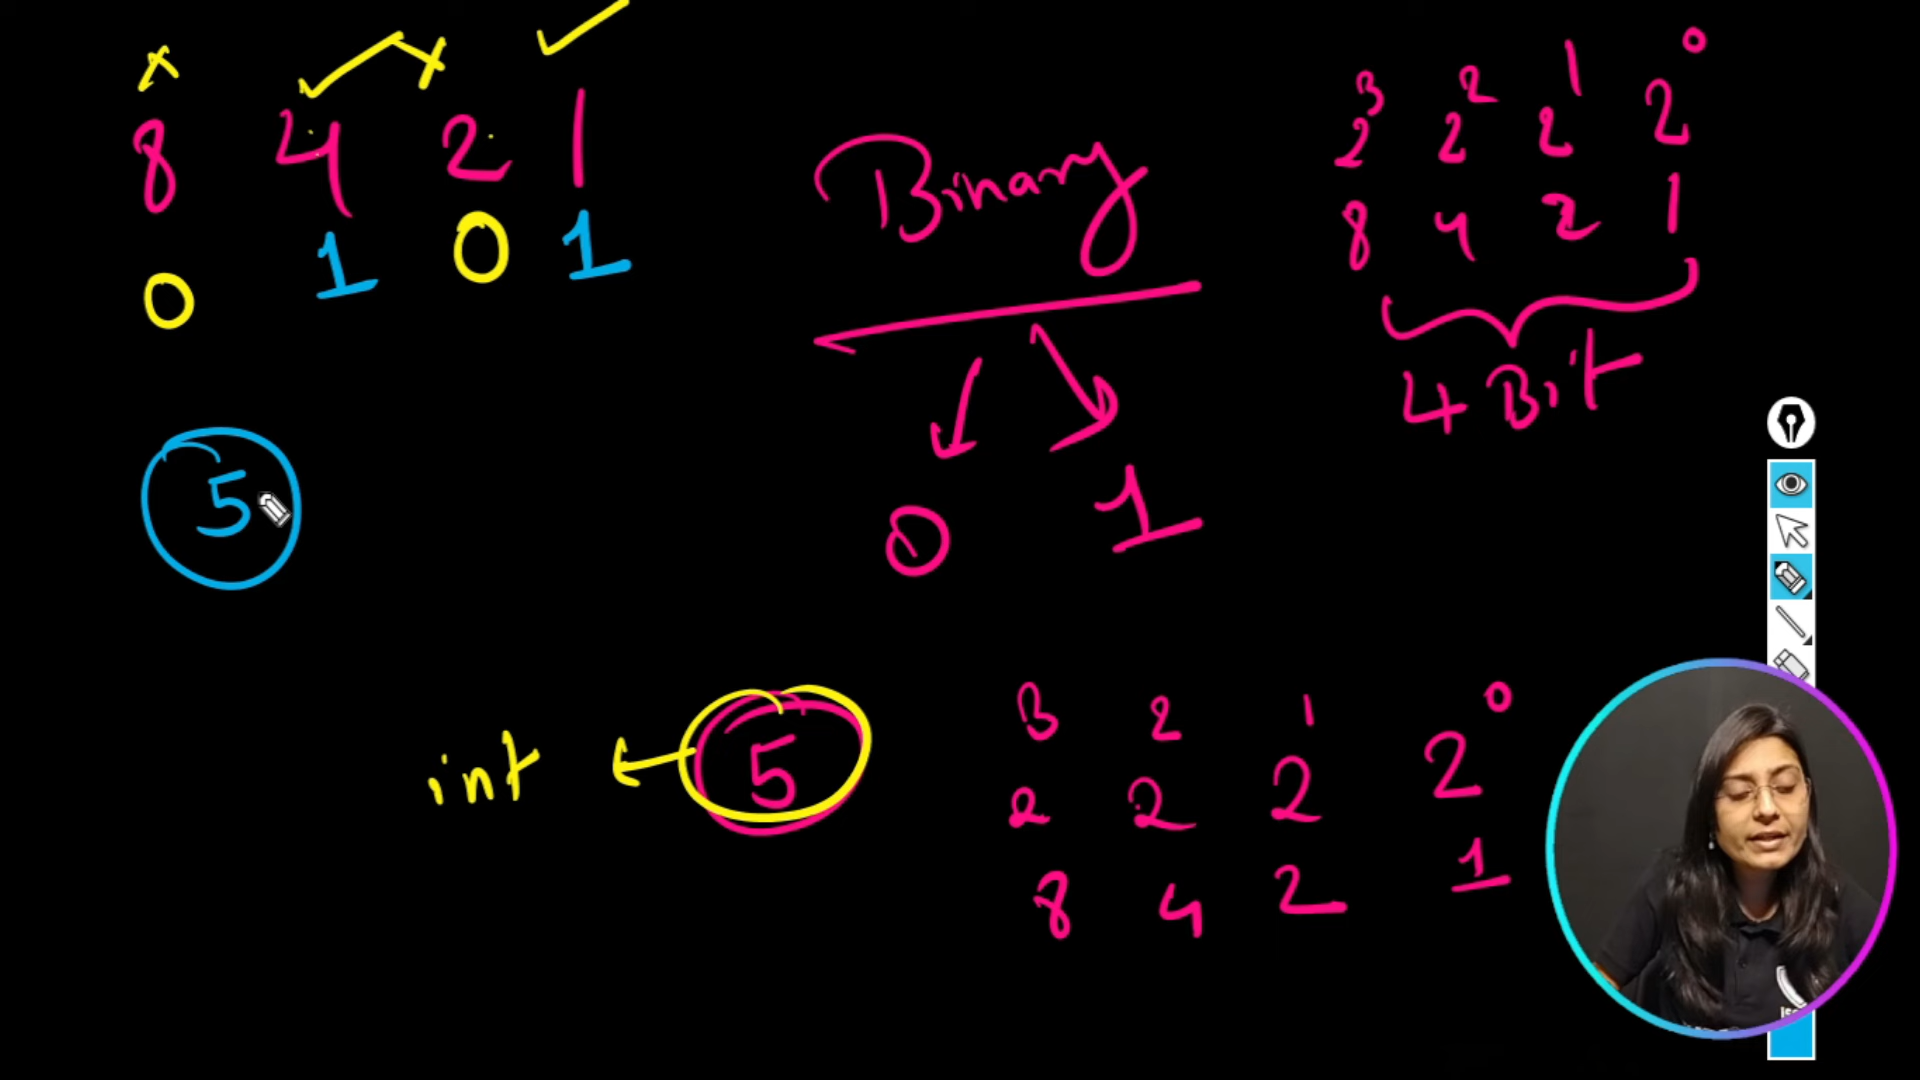 8 4 2 1
0 1 0 1
5
Binary
0 1
2³ 2² 2¹ 2⁰
8 4 2 1
4 Bit
int ← 5
2³ 2² 2¹ 2⁰
8 4 2 1